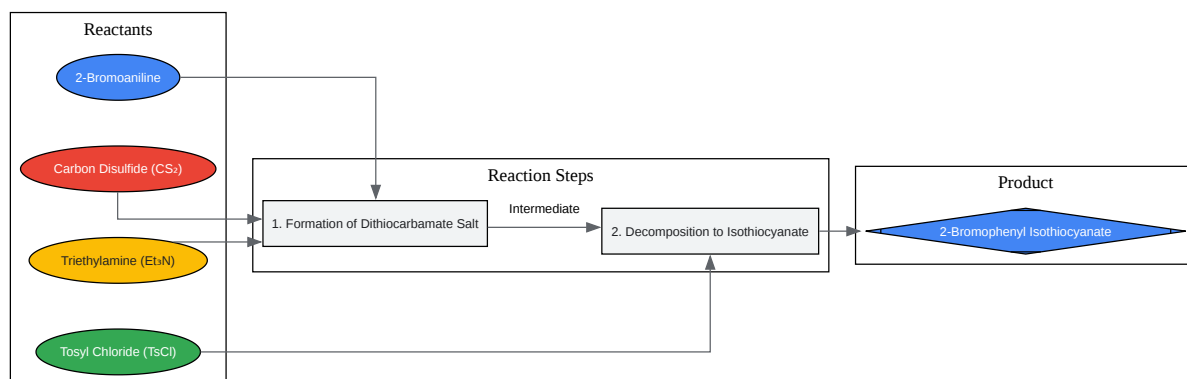 Reactants
2-Bromoaniline
Carbon Disulfide (CS₂)
Triethylamine (Et₃N)
Tosyl Chloride (TsCl)
Reaction Steps
1. Formation of Dithiocarbamate Salt
Intermediate
2. Decomposition to Isothiocyanate
Product
2-Bromophenyl Isothiocyanate